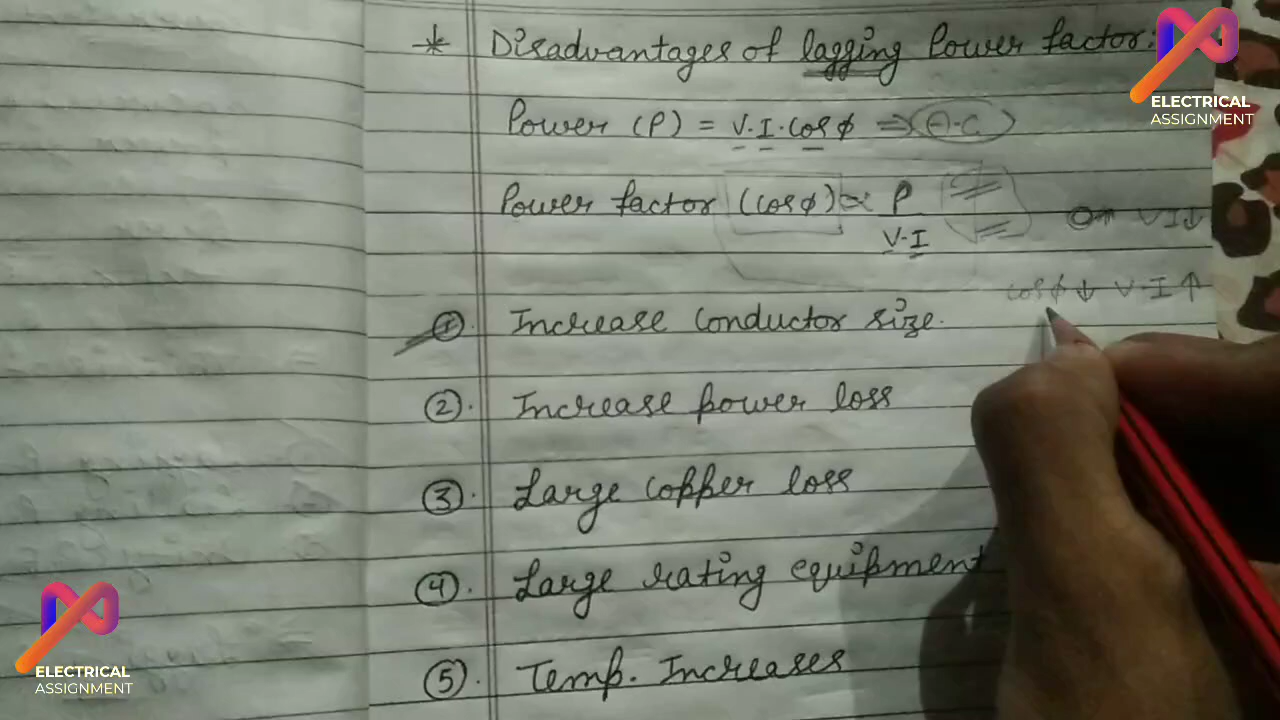 * Disadvantages of lagging Power factor:
ELECTRICAL
ASSIGNMENT
Power (P) = V.I.cosϕ ⇒ (A.C)
Power factor (cosϕ) ∝ P
V.I
VI↓
cosϕ↓ V.I↑
①. Increase Conductor size.
②. Increase power loss
③. Large copper loss
④. Large rating equipment
⑤. Temp. Increases
ELECTRICAL
ASSIGNMENT